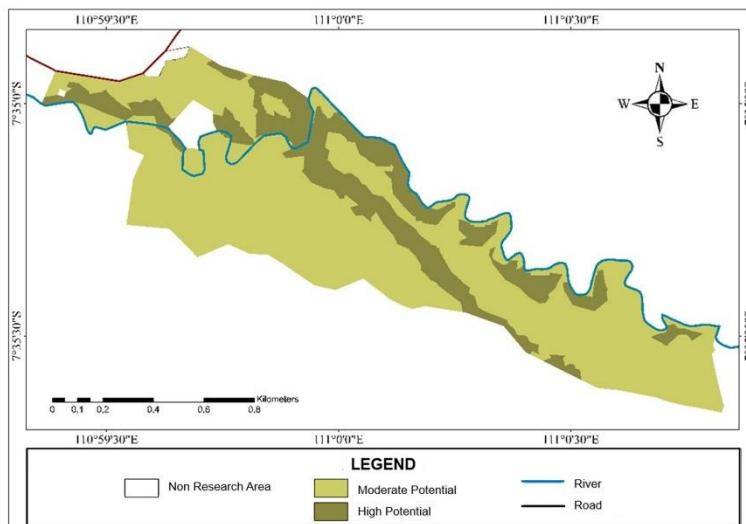 110°59'30"E 111°0'0"E 111°0'30"E
7°35'0"S
N
W E
S
7°35'30"S
Kilometers
0 0,1 0,2 0,4 0,6 0,8
110°59'30"E 111°0'0"E 111°0'30"E
LEGEND
Non Research Area
Moderate Potential
High Potential
River
Road